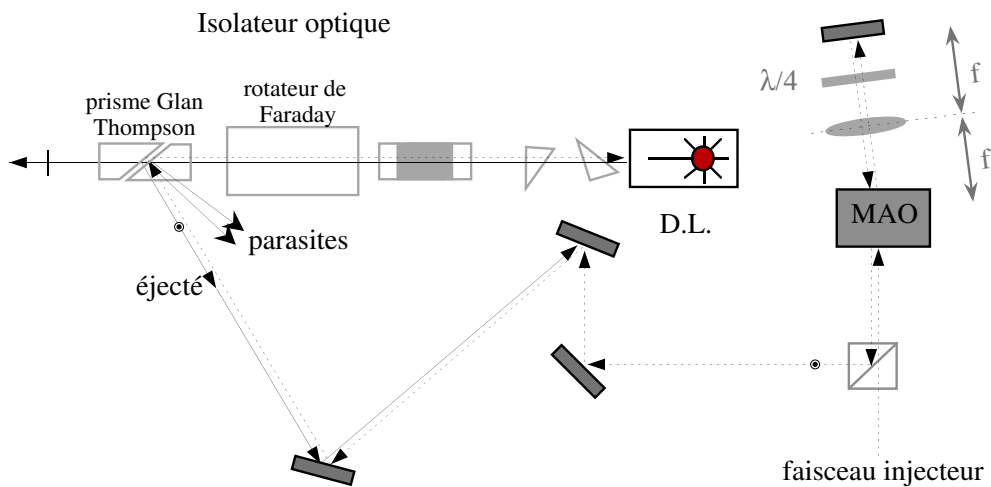 Isolateur optique
prisme Glan
Thompson
rotateur de
Faraday
λ/4
f
f
D.L.
MAO
parasites
éjecté
faisceau injecteur